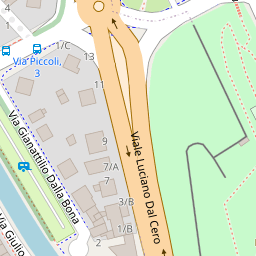 1/C
Via Piccoli,
3
13
11
Via Gianattilio Dalla Bona
Viale Luciano Dal Cero
9
7/A
3/B
1/B
2
Via Giulio